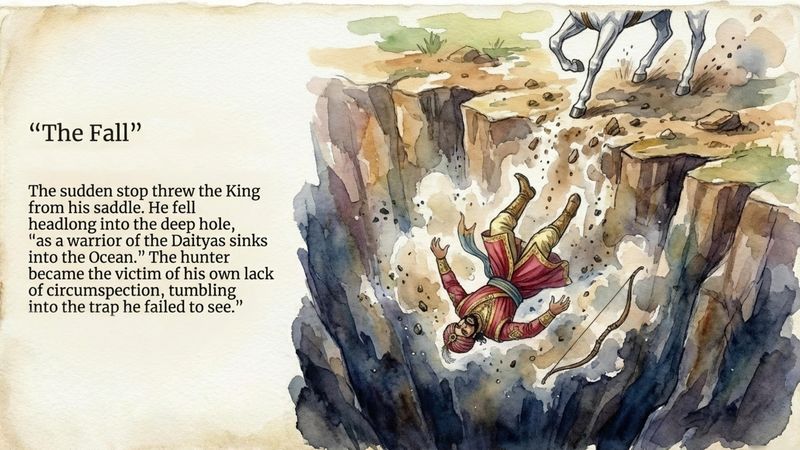 “The Fall”
The sudden stop threw the King
from his saddle. He fell
headlong into the deep hole,
“as a warrior of the Daityas sinks
into the Ocean.” The hunter
became the victim of his own lack
of circumspection, tumbling
into the trap he failed to see.”